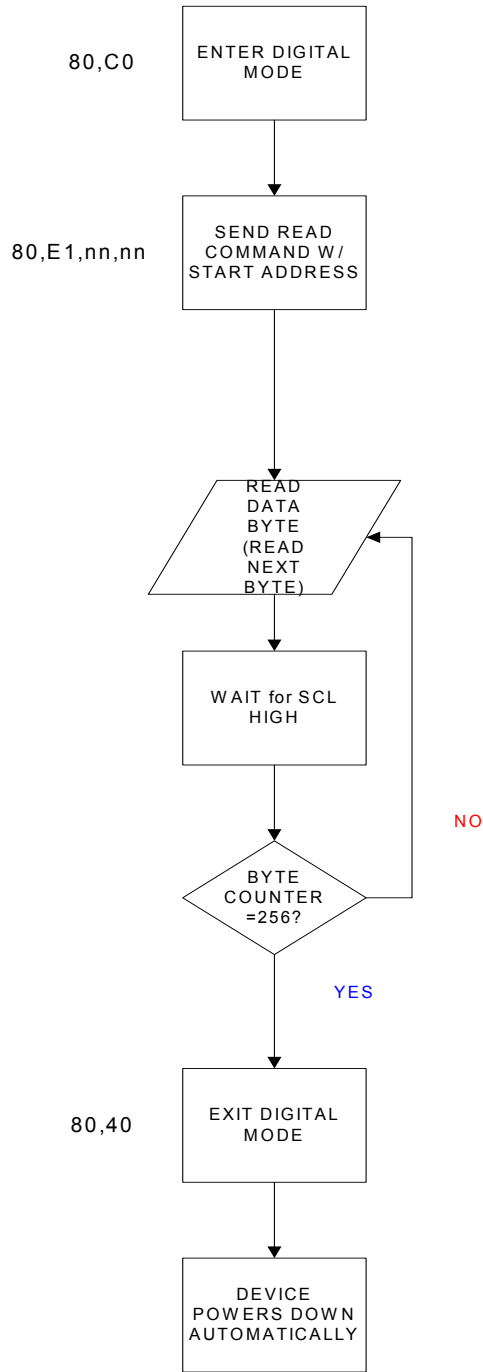 80,C0
ENTER DIGITAL
MODE
80,E1,nn,nn
SEND READ
COMMAND W/
START ADDRESS
READ
DATA
BYTE
(READ
NEXT
BYTE)
WAIT for SCL
HIGH
NO
BYTE
COUNTER
=256?
YES
80,40
EXIT DIGITAL
MODE
DEVICE
POWERS DOWN
AUTOMATICALLY